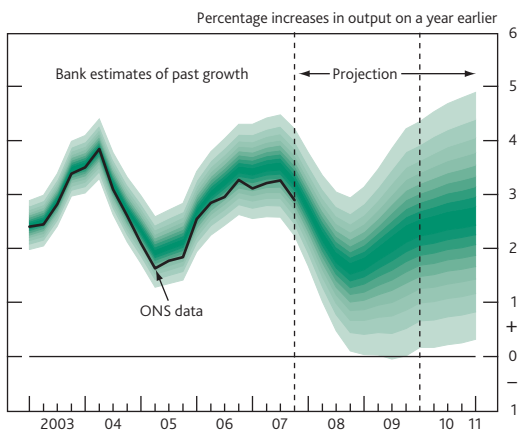 Percentage increases in output on a year earlier
6
Bank estimates of past growth
Projection
5
4
3
2
ONS data
1
+
0
–
1
2003 04 05 06 07 08 09 10 11